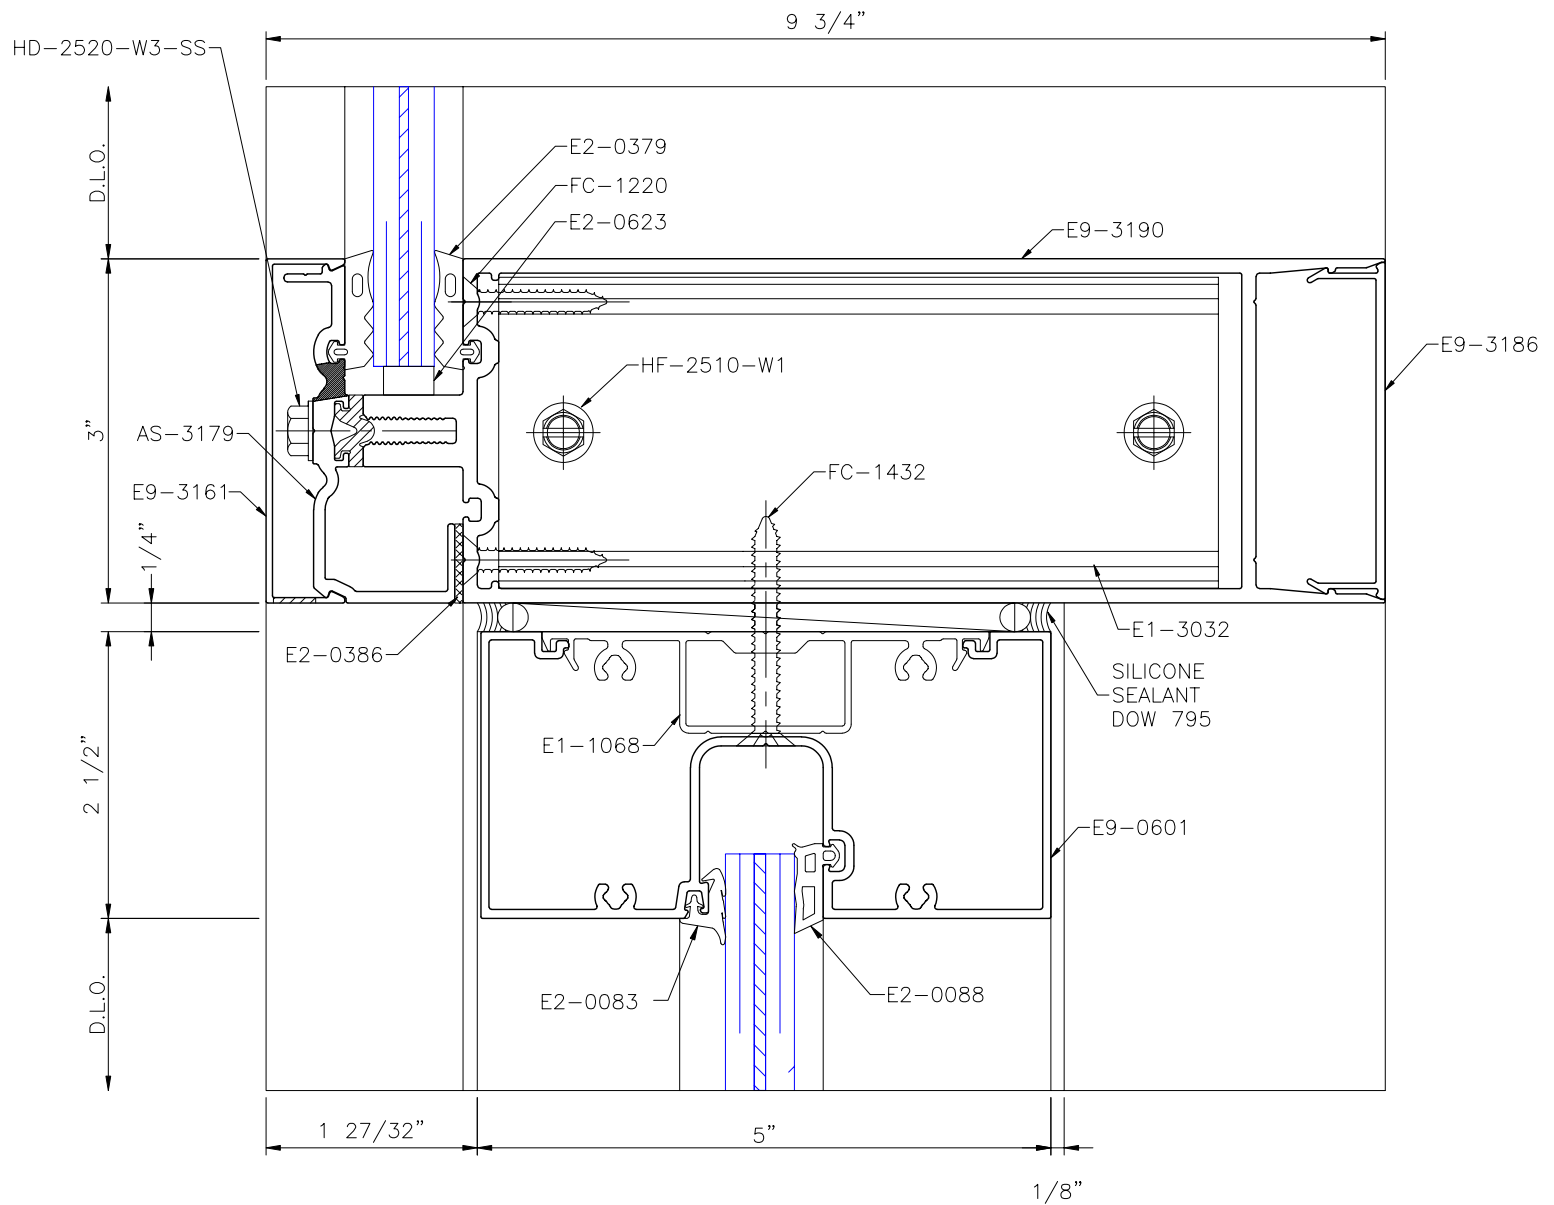 9 3/4”
HD-2520-W3-SS
D.L.O.
E2-0379
FC-1220
E2-0623
E9-3190
E9-3186
HF-2510-W1
3”
AS-3179
FC-1432
E9-3161
1/4”
E1-3032
E2-0386
SILICONE
SEALANT
DOW 795
E1-1068
2 1/2”
E9-0601
D.L.O.
E2-0083
E2-0088
1 27/32”
5”
1/8”